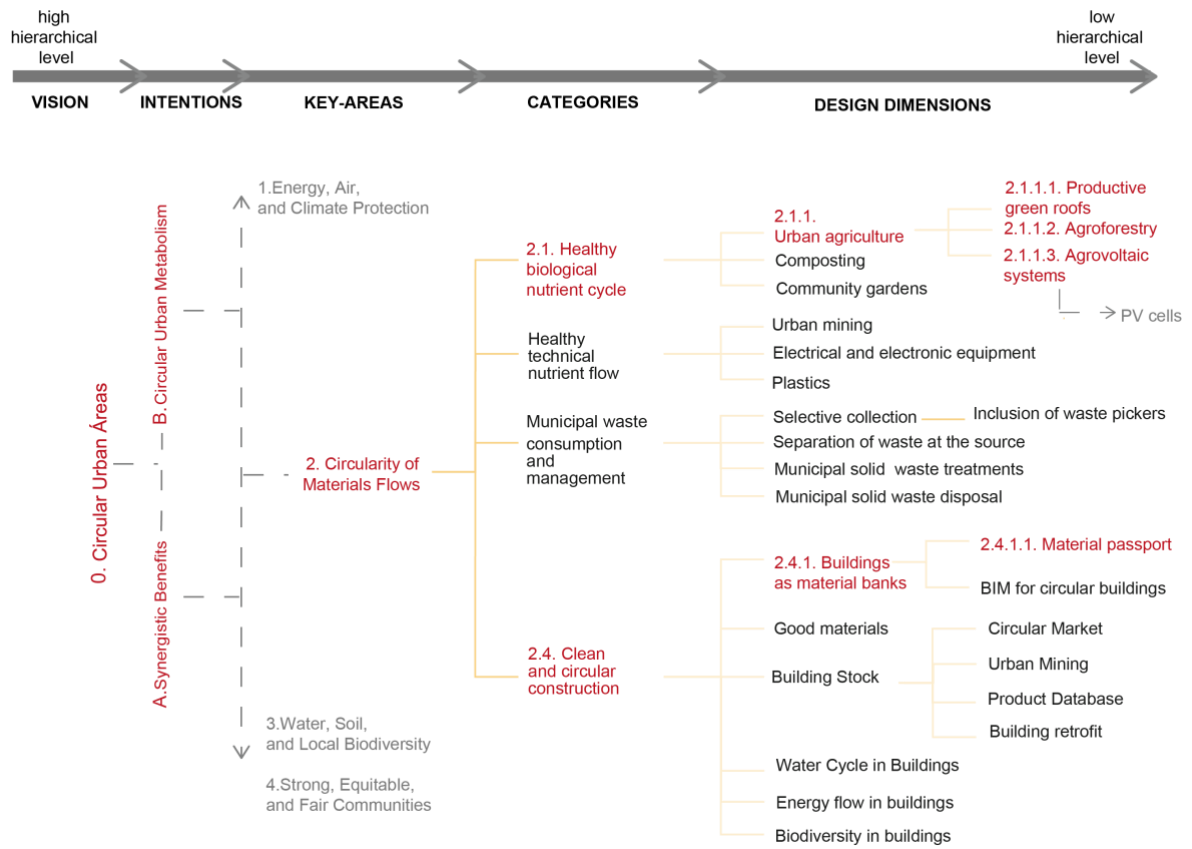 high
hierarchical
level
low
hierarchical
level
VISION
INTENTIONS
KEY-AREAS
CATEGORIES
DESIGN DIMENSIONS
0. Circular Urban Áreas
A.Synergistic Benefits
B. Circular Urban Metabolism
1.Energy, Air,
and Climate Protection
2. Circularity of
Materials Flows
3.Water, Soil,
and Local Biodiversity
4.Strong, Equitable,
and Fair Communities
2.1. Healthy
biological
nutrient cycle
2.1.1.
Urban agriculture
2.1.1.1. Productive
green roofs
2.1.1.2. Agroforestry
2.1.1.3. Agrovoltaic
systems
PV cells
Composting
Community gardens
Healthy
technical
nutrient flow
Urban mining
Electrical and electronic equipment
Plastics
Municipal waste
consumption
and
management
Selective collection
Inclusion of waste pickers
Separation of waste at the source
Municipal solid waste treatments
Municipal solid waste disposal
2.4. Clean
and circular
construction
2.4.1. Buildings
as material banks
2.4.1.1. Material passport
BIM for circular buildings
Good materials
Building Stock
Circular Market
Urban Mining
Product Database
Building retrofit
Water Cycle in Buildings
Energy flow in buildings
Biodiversity in buildings